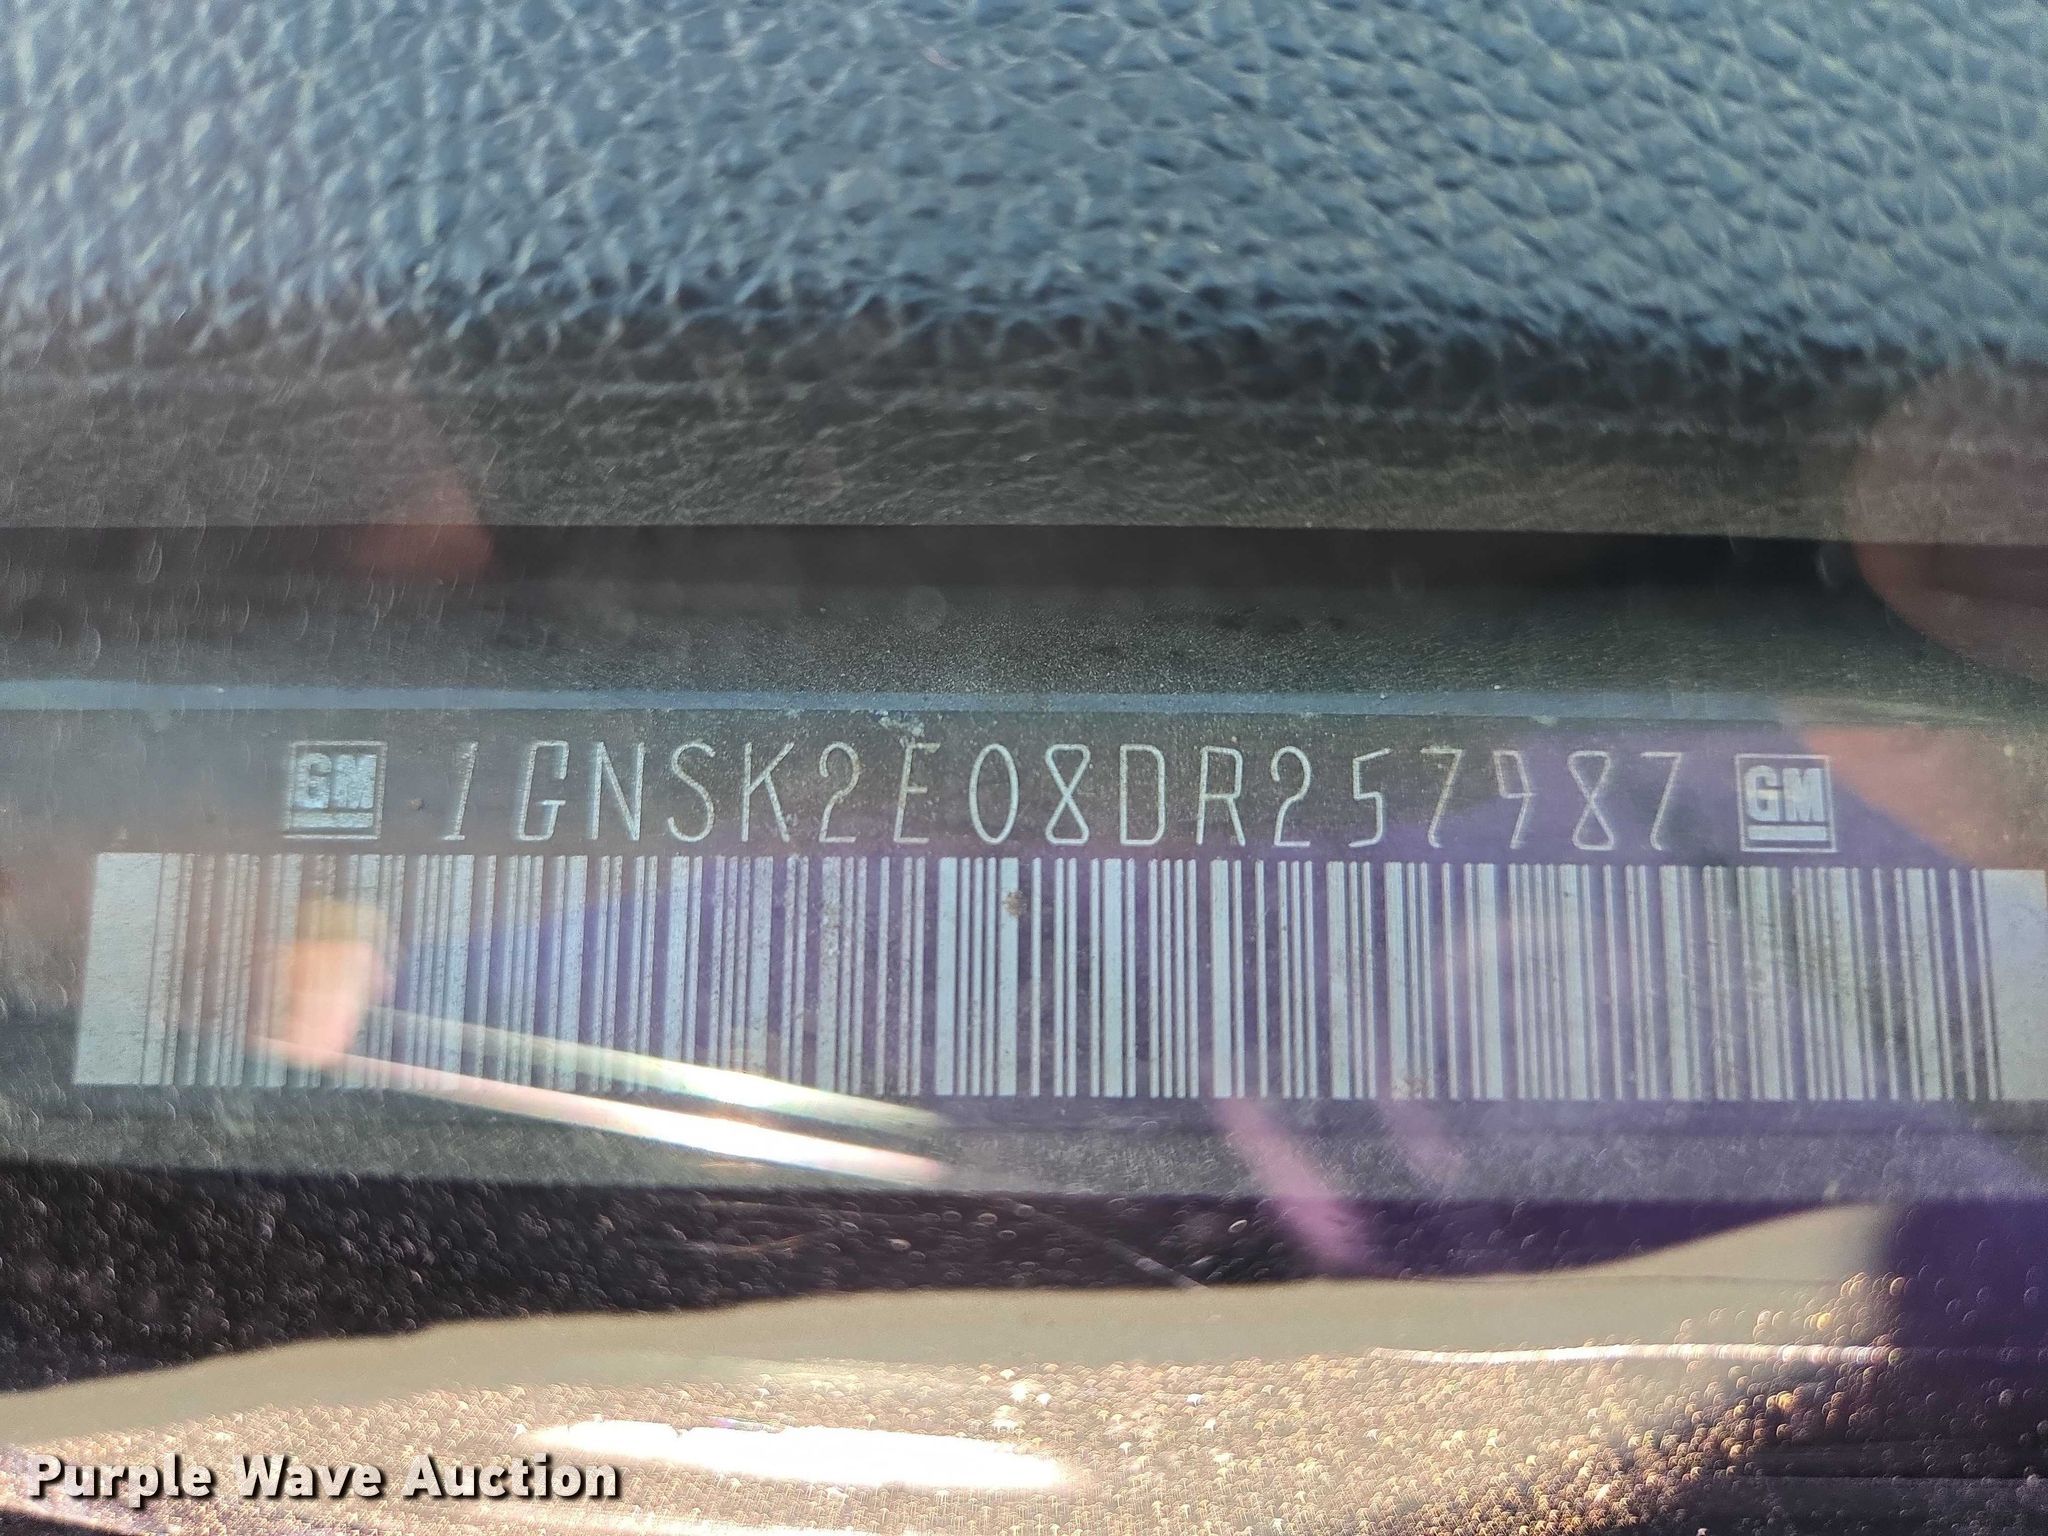 GM 1GNSK2E08DR257987 GM
Purple Wave Auction